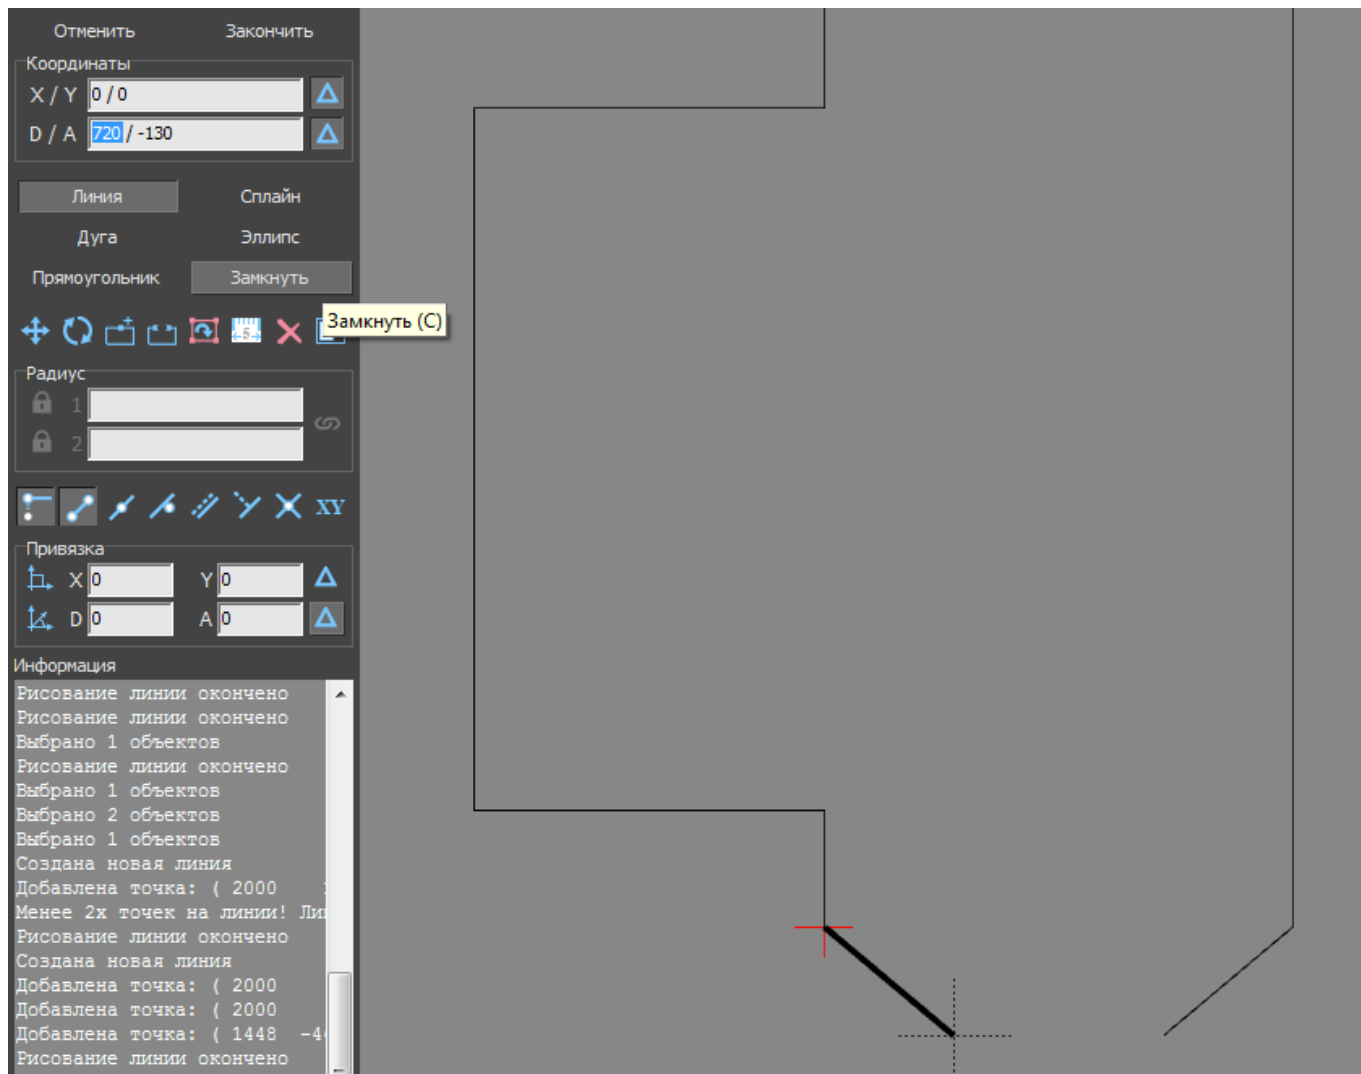 Отменить Закончить
Координаты
X / Y 0 / 0
D / A 720 / -130
Линия Сплайн
Дуга Эллипс
Прямоугольник Замкнуть
Замкнуть (C)
5
Радиус
1
2
XY
Привязка
X 0 Y 0
D 0 A 0
Информация
Рисование линии окончено
Рисование линии окончено
Выбрано 1 объектов
Рисование линии окончено
Выбрано 1 объектов
Выбрано 2 объектов
Выбрано 1 объектов
Создана новая линия
Добавлена точка: ( 2000
Менее 2х точек на линии!
Рисование линии окончено
Создана новая линия
Добавлена точка: ( 2000
Добавлена точка: ( 2000
Добавлена точка: ( 1448
Рисование линии окончено